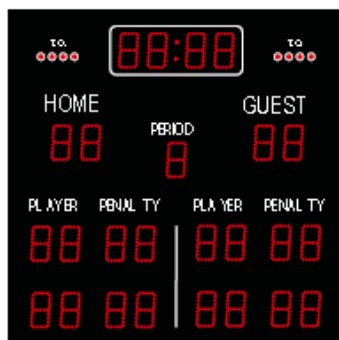 T.O. 88:88 T.O.
HOME GUEST
88 PERIOD 88
8
PLAYER PENALTY PLAYER PENALTY
88 88 88 88
88 88 88 88